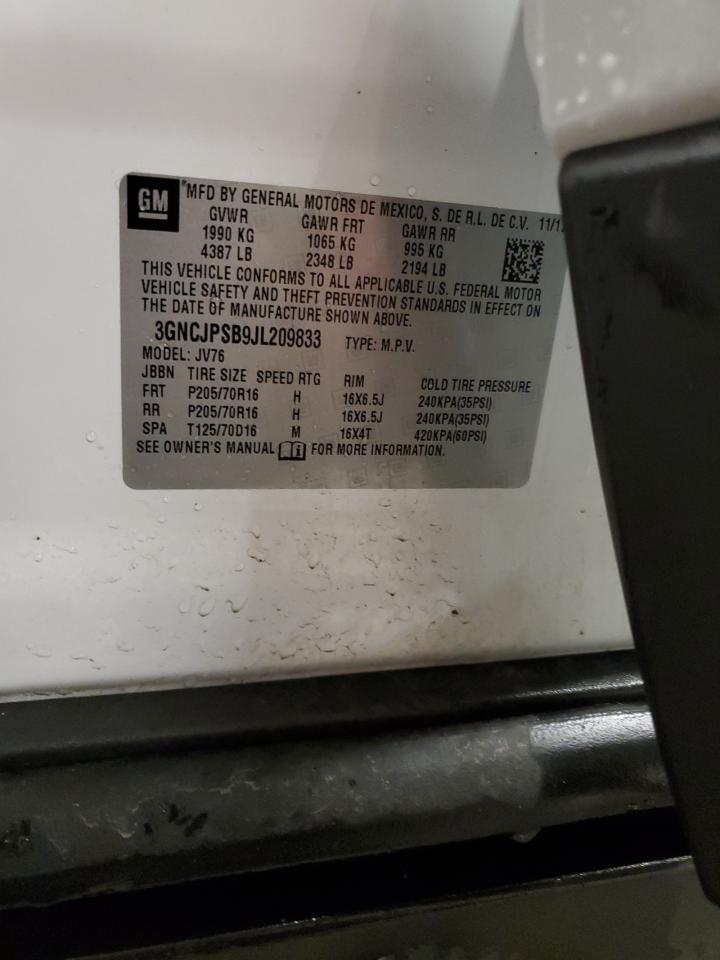 GM
*MFD BY GENERAL MOTORS DE MEXICO, S. DE R.L. DE C.V. 11/1
GVWR GAWR FRT GAWR RR
1990 KG 1065 KG 995 KG
4387 LB 2348 LB 2194 LB
THIS VEHICLE CONFORMS TO ALL APPLICABLE U.S. FEDERAL MOTOR
VEHICLE SAFETY AND THEFT PREVENTION STANDARDS IN EFFECT ON
THE DATE OF MANUFACTURE SHOWN ABOVE.
3GNCJPSB9JL209833 TYPE: M.P.V.
MODEL: JV76
JBBN TIRE SIZE SPEED RTG RIM COLD TIRE PRESSURE
FRT P205/70R16 H 16X6.5J 240KPA(35PSI)
RR P205/70R16 H 16X6.5J 240KPA(35PSI)
SPA T125/70D16 M 16X4T 420KPA(60PSI)
SEE OWNER'S MANUAL i FOR MORE INFORMATION.